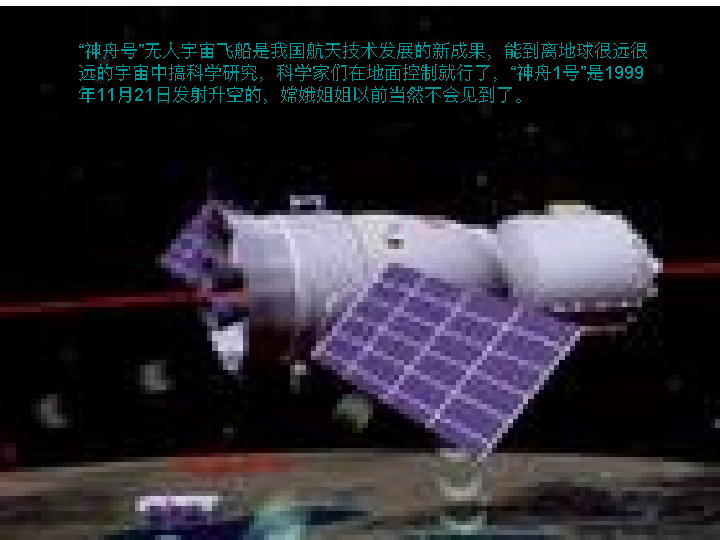 “神舟号”无人宇宙飞船是我国航天技术发展的新成果，能到离地球很远很
远的宇宙中搞科学研究，科学家们在地面控制就行了，“神舟1号”是1999
年11月21日发射升空的，嫦娥姐姐以前当然不会见到了。